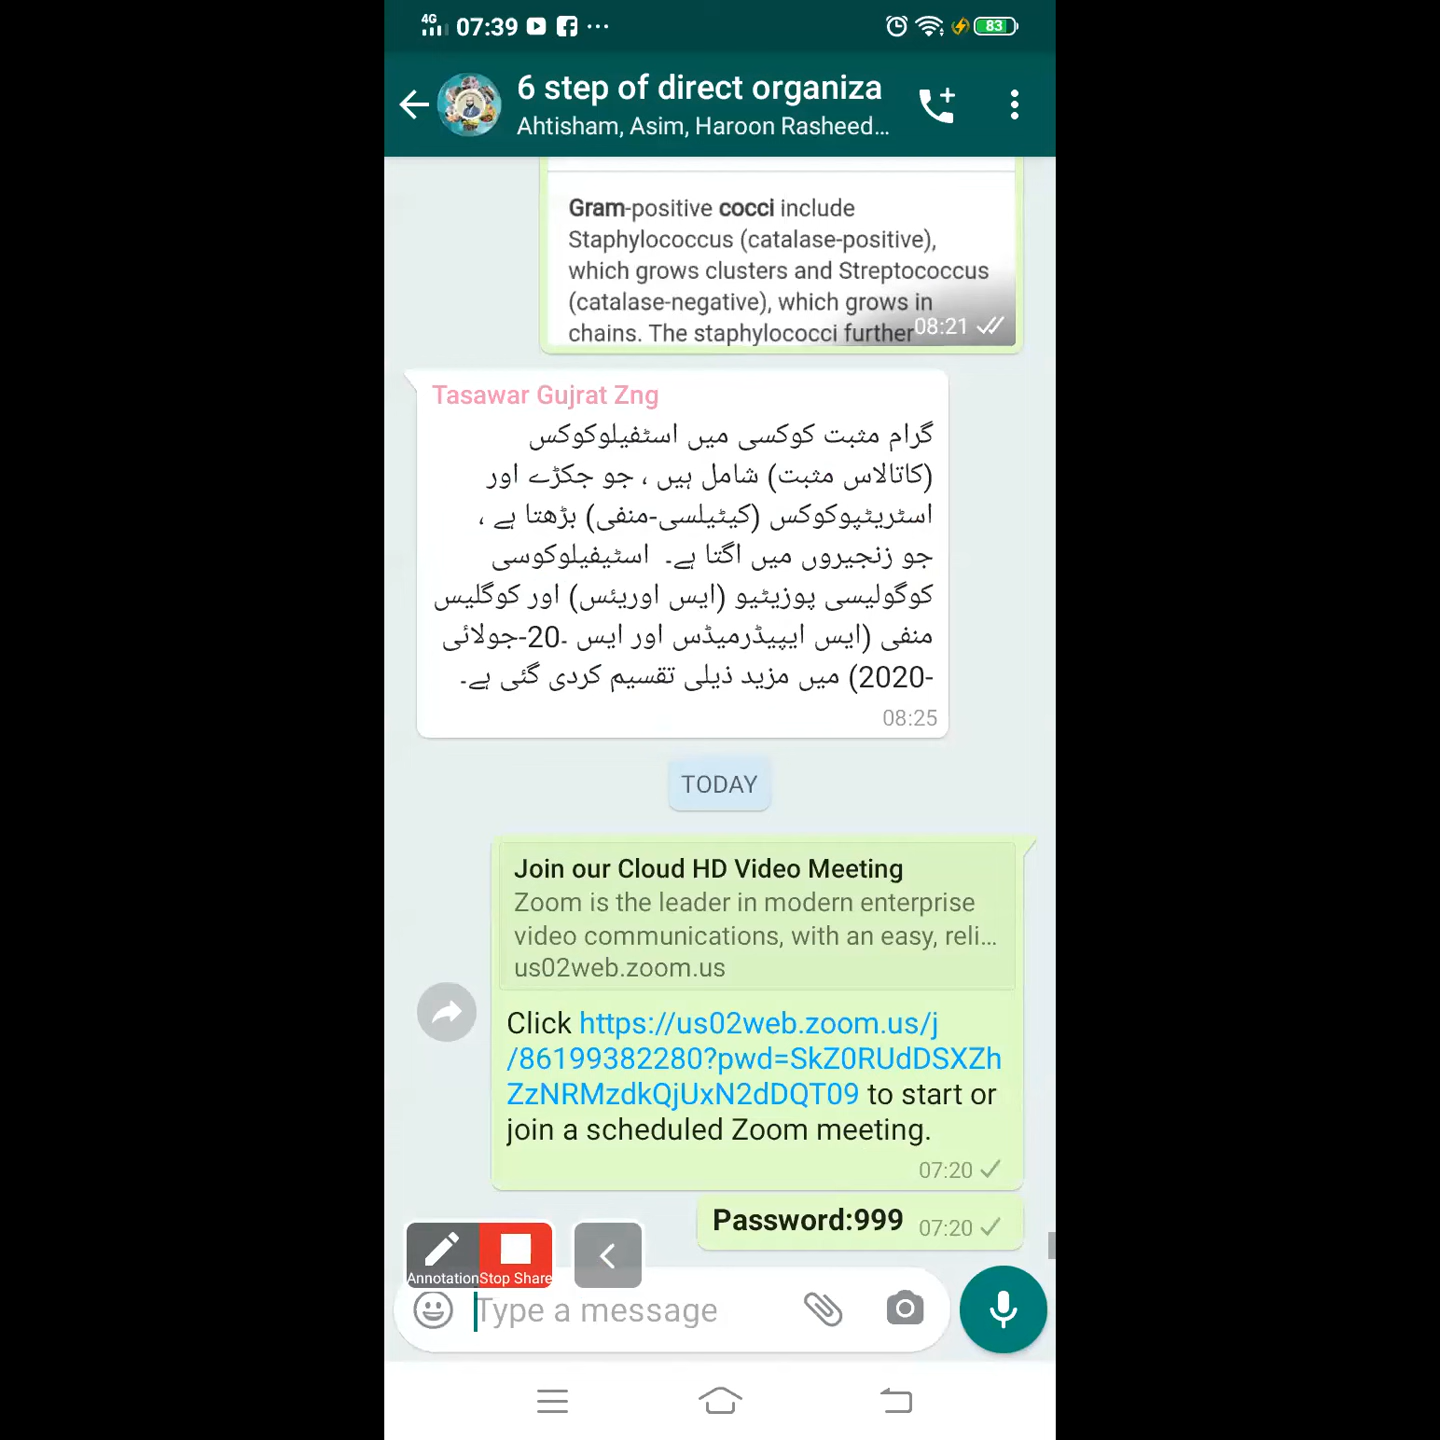 4G 07:39 ... 83
6 step of direct organiza
Ahtisham, Asim, Haroon Rasheed...
Gram-positive cocci include
Staphylococcus (catalase-positive),
which grows clusters and Streptococcus
(catalase-negative), which grows in
chains. The staphylococci further
08:21
Tasawar Gujrat Zng
گرام مثبت کوکسی میں اسٹفیلوکوکس
(کاتالاس مثبت) شامل ہیں ، جو جکڑے اور
اسٹریٹپوکوکس (کیٹیلسی-منفی) بڑھتا ہے ،
جو زنجیروں میں اگتا ہے۔ اسٹیفیلوکوسی
کوگولیسی پوزیٹیو (ایس اوریئس) اور کوگلیس
منفی (ایس ایپیڈرمیڈس اور ایس ۔20-جولائی
-2020) میں مزید ذیلی تقسیم کردی گئی ہے۔
08:25
TODAY
Join our Cloud HD Video Meeting
Zoom is the leader in modern enterprise
video communications, with an easy, reli...
us02web.zoom.us
Click https://us02web.zoom.us/j
/86199382280?pwd=SkZ0RUdDSXZh
ZzNRMzdkQjUxN2dDQT09 to start or
join a scheduled Zoom meeting.
07:20
Password:999 07:20
Annotation Stop Share
Type a message